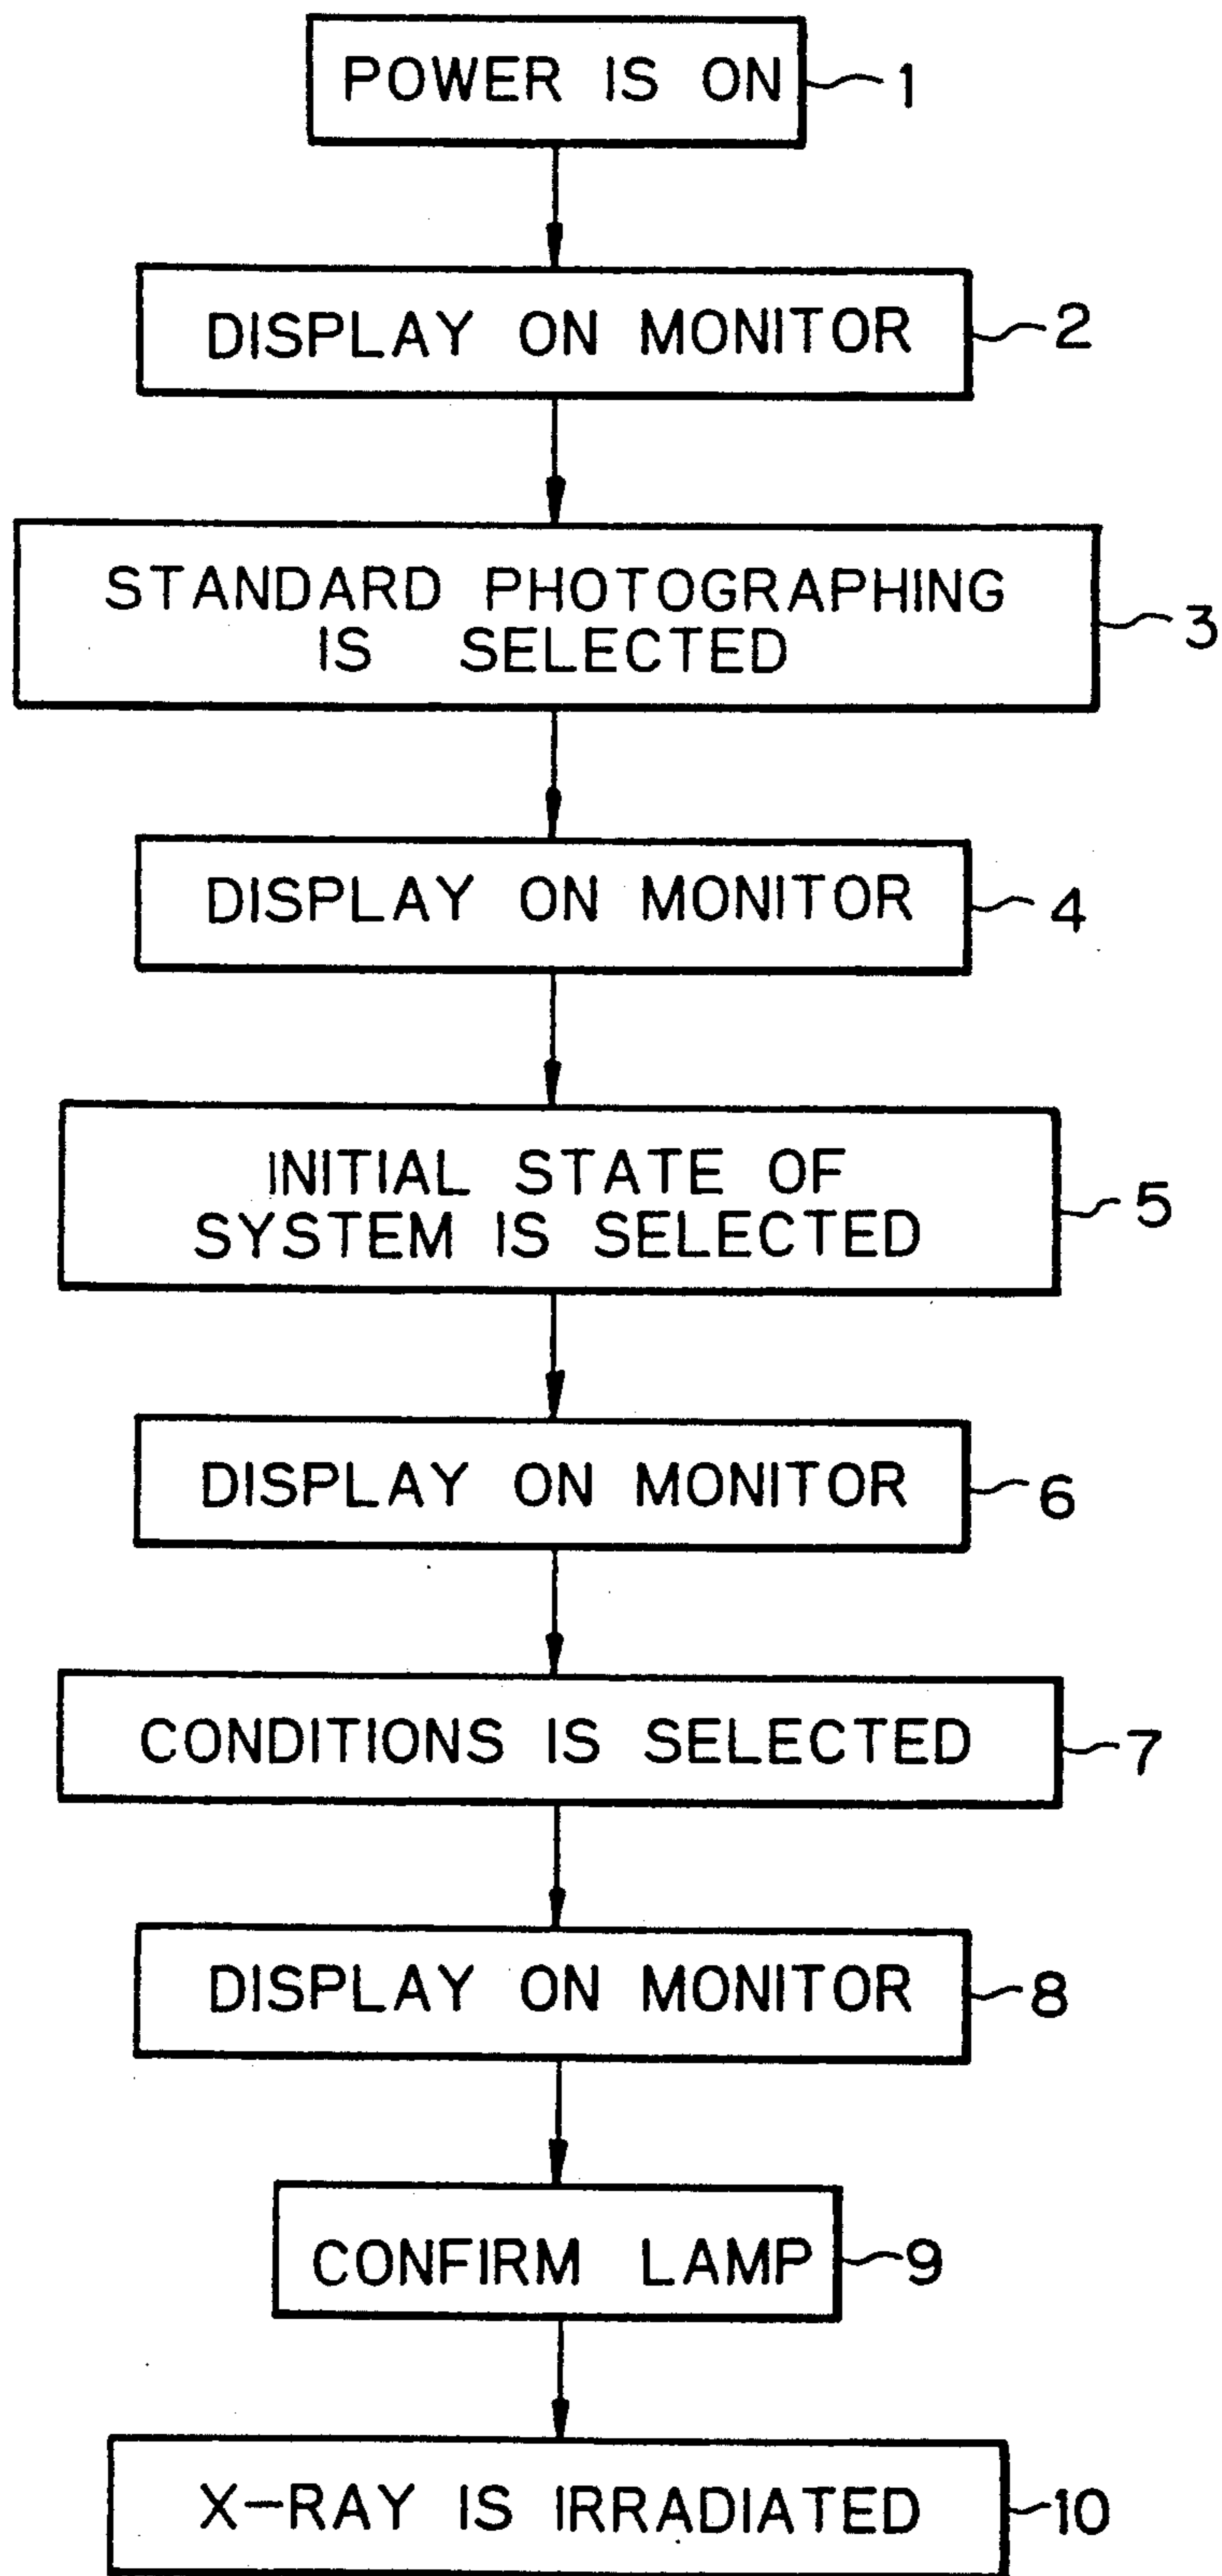 POWER IS ON
1
DISPLAY ON MONITOR
2
STANDARD PHOTOGRAPHING
IS SELECTED
3
DISPLAY ON MONITOR
4
INITIAL STATE OF
SYSTEM IS SELECTED
5
DISPLAY ON MONITOR
6
CONDITIONS IS SELECTED
7
DISPLAY ON MONITOR
8
CONFIRM LAMP
9
X-RAY IS IRRADIATED
10